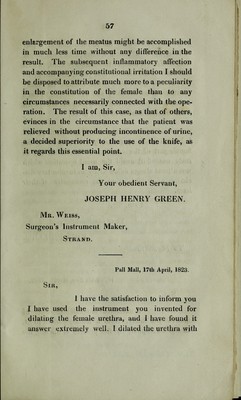 57
enlargement of the meatus might be accomplished
in much less time without any difference in the
result. The subsequent inflammatory affection
and accompanying constitutional irritation I should
be disposed to attribute much more to a peculiarity
in the constitution of the female than to any
circumstances necessarily connected with the ope-
ration. The result of this case, as that of others,
evinces in the circumstance that the patient was
relieved without producing incontinence of urine,
a decided superiority to the use of the knife, as
it regards this essential point.
I am, Sir,
Your obedient Servant,
JOSEPH HENRY GREEN.
Mr. Weiss,
Surgeon's Instrument Maker,
Strand.
Pall Mall, 17th April, 1823.
Sir,
I have the satisfaction to inform you
I have used the instrument you invented for
dilating the female urethra, and I have found it
answer extremely well. I dilated the urethra with